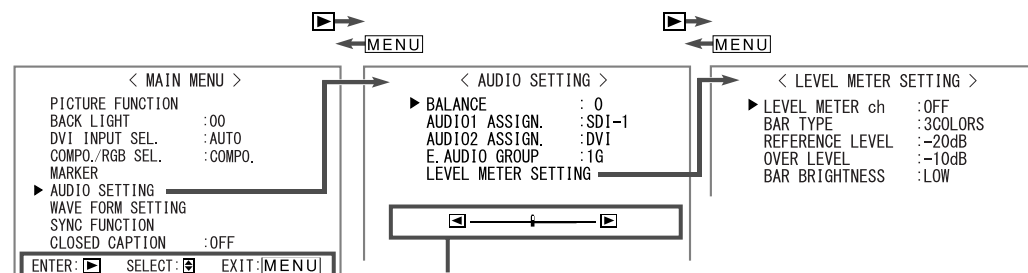 MENU
MENU
< MAIN MENU >
PICTURE FUNCTION
BACK LIGHT :00
DVI INPUT SEL. :AUTO
COMPO./RGB SEL. :COMPO.
MARKER
AUDIO SETTING
WAVE FORM SETTING
SYNC FUNCTION
CLOSED CAPTION :OFF
ENTER: SELECT: EXIT:MENU
< AUDIO SETTING >
BALANCE : 0
AUDIO1 ASSIGN. :SDI-1
AUDIO2 ASSIGN. :DVI
E.AUDIO GROUP :1G
LEVEL METER SETTING
< LEVEL METER SETTING >
LEVEL METER ch :OFF
BAR TYPE :3COLORS
REFERENCE LEVEL :-20dB
OVER LEVEL :-10dB
BAR BRIGHTNESS :LOW